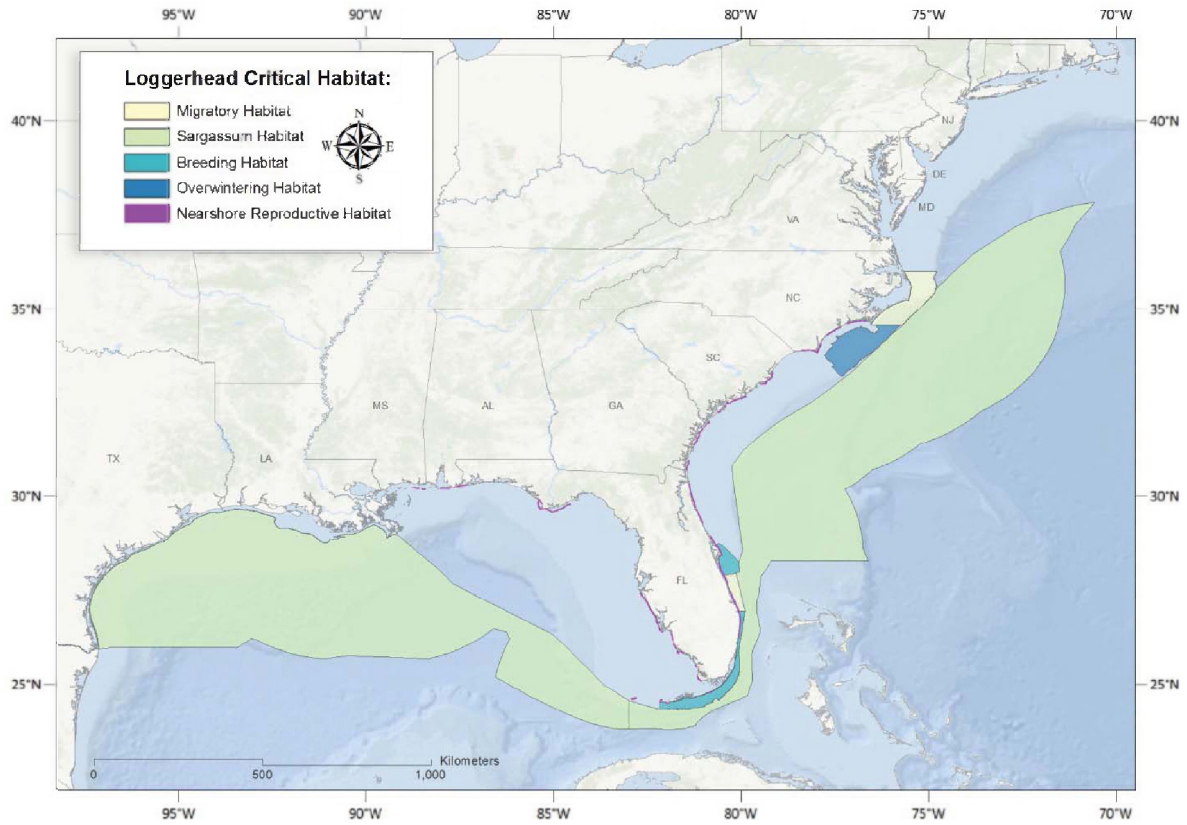 95°W 90°W 85°W 80°W 75°W 70°W
Loggerhead Critical Habitat:
Migratory Habitat
Sargassum Habitat
Breeding Habitat
Overwintering Habitat
Nearshore Reproductive Habitat
N
W E
S
40°N 40°N
NJ
DE
MD
VA
35°N 35°N
NC
SC
MS AL GA
TX LA
30°N 30°N
FL
25°N 25°N
Kilometers
0 500 1,000
95°W 90°W 85°W 80°W 75°W 70°W